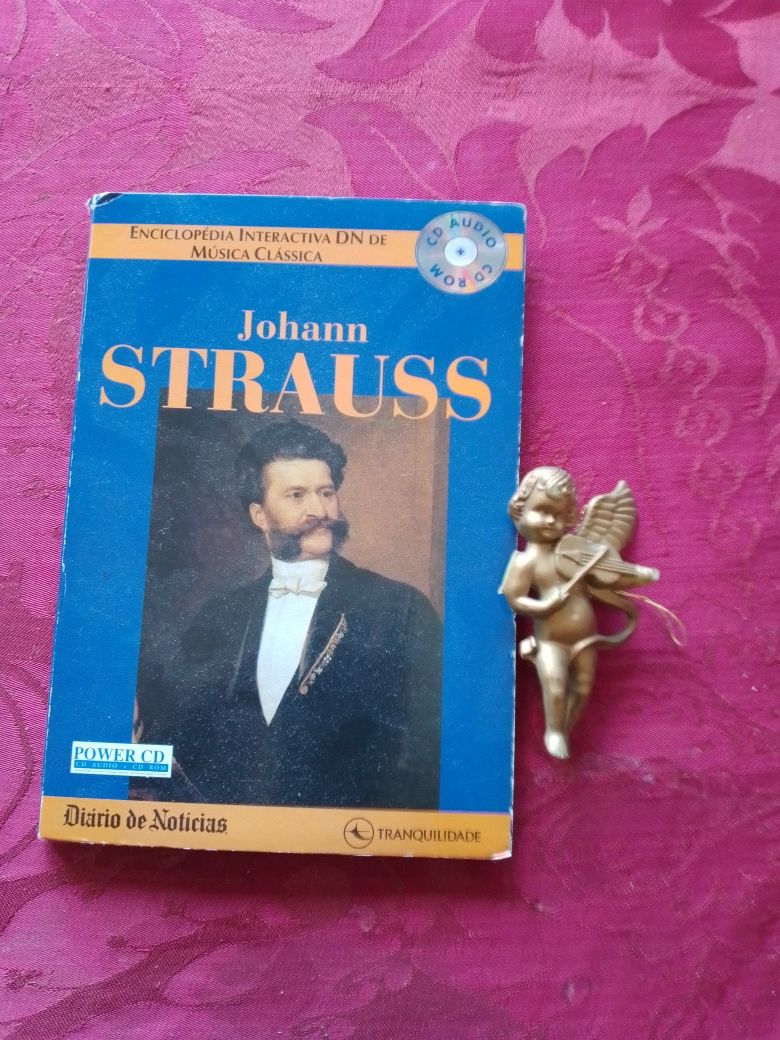 ENCICLOPÉDIA INTERACTIVA DN DE
MÚSICA CLÁSSICA
CD ÁUDIO
CD ROM
Johann
STRAUSS
POWER CD
CD AUDIO • CD ROM
Diário de Notícias
TRANQUILIDADE